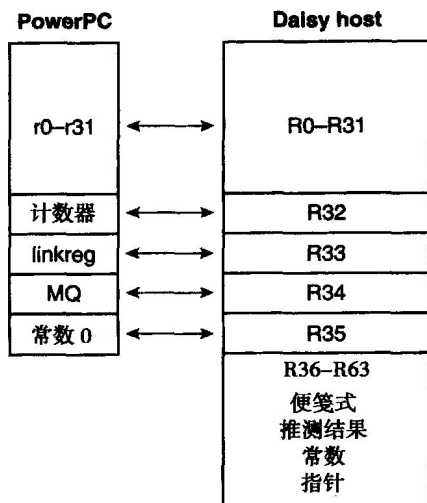 PowerPC
Daisy host
r0–r31
R0–R31
计数器
R32
linkreg
R33
MQ
R34
常数 0
R35
R36–R63
便笺式
推测结果
常数
指针